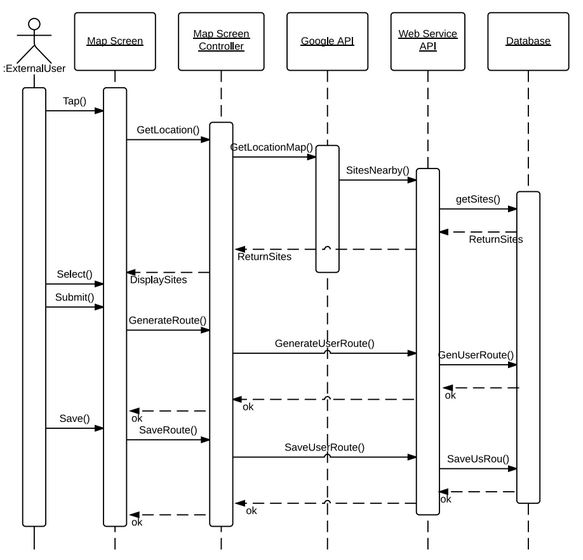 Map Screen
Map Screen
Controller
Google API
Web Service
API
Database
:ExternalUser
Tap()
GetLocation()
GetLocationMap()
SitesNearby()
getSites()
ReturnSites
ReturnSites
DisplaySites
Select()
Submit()
GenerateRoute()
GenerateUserRoute()
GenUserRoute()
ok
ok
ok
Save()
SaveRoute()
SaveUserRoute()
SaveUsRou()
ok
ok
ok